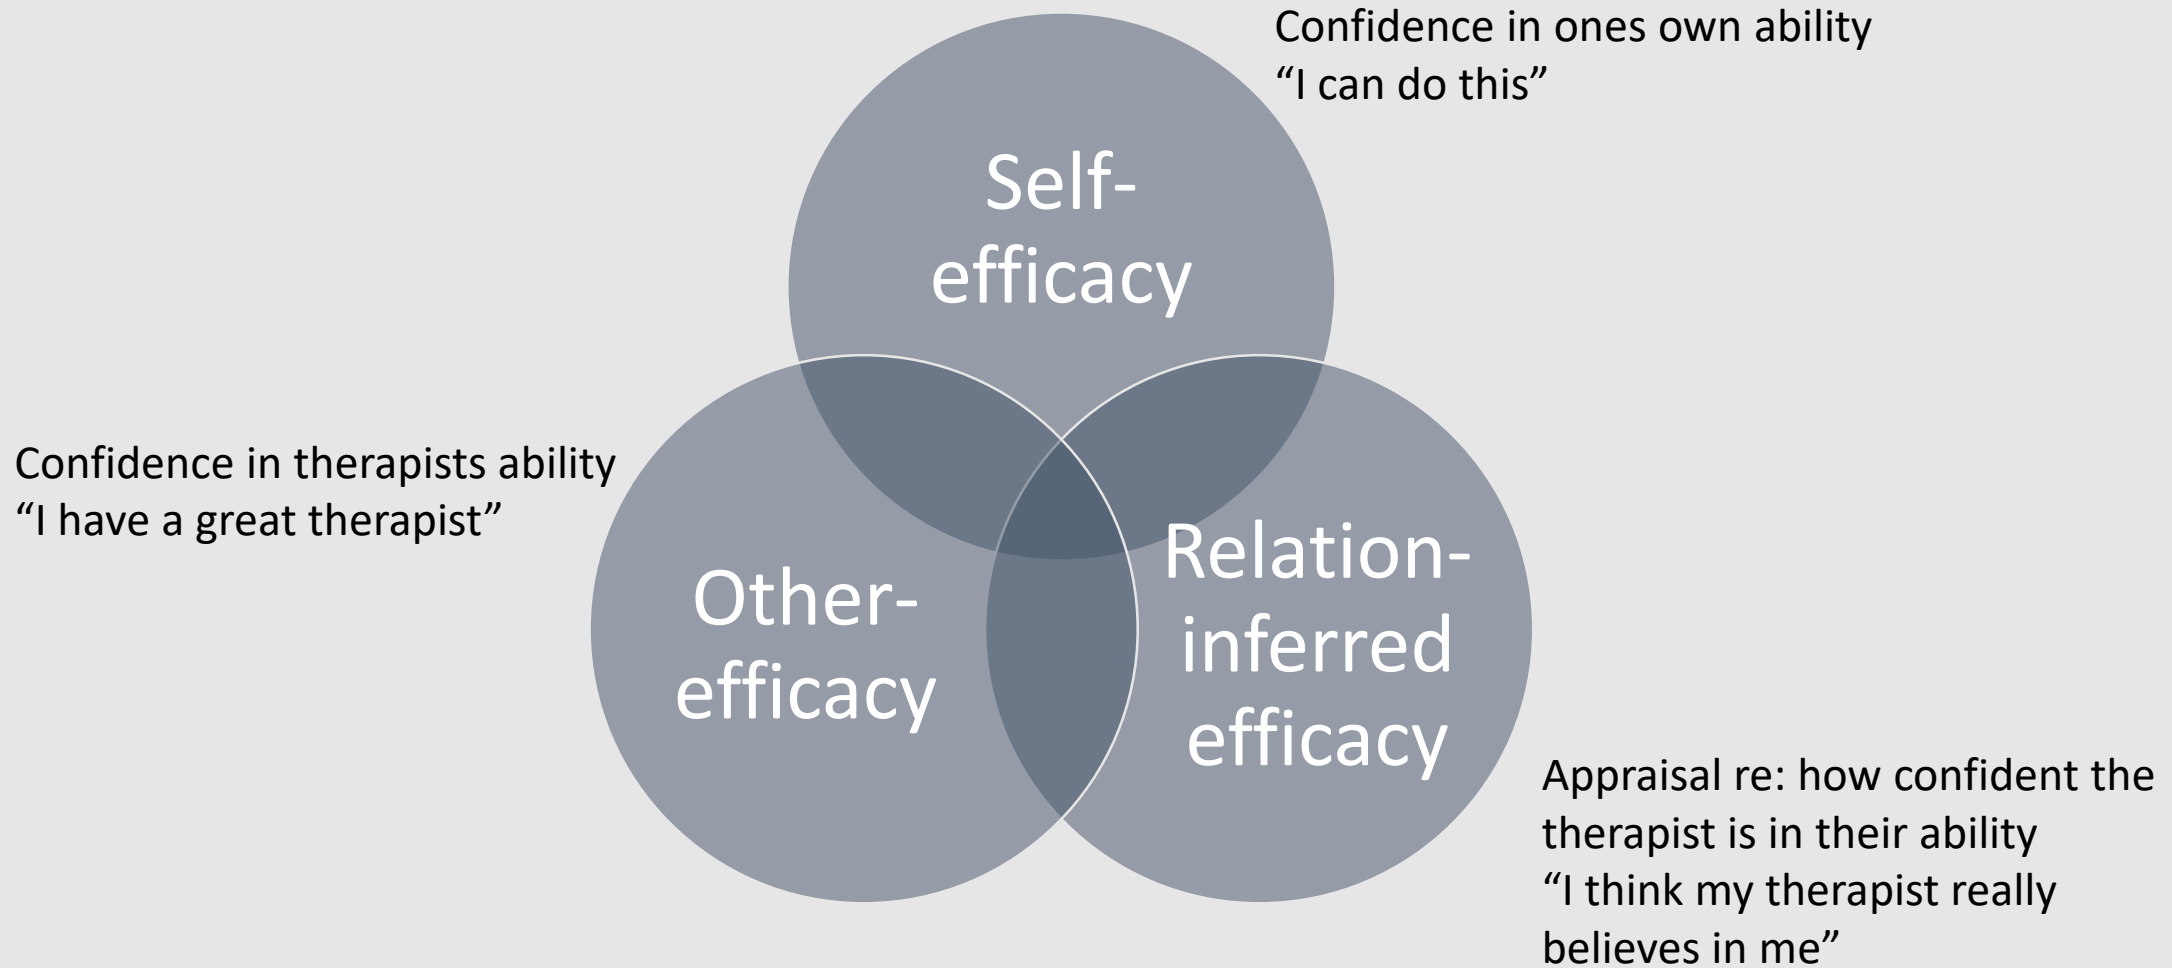 Confidence in ones own ability
“I can do this”
Self-
efficacy
Confidence in therapists ability
“I have a great therapist”
Other-
efficacy
Relation-
inferred
efficacy
Appraisal re: how confident the
therapist is in their ability
“I think my therapist really
believes in me”